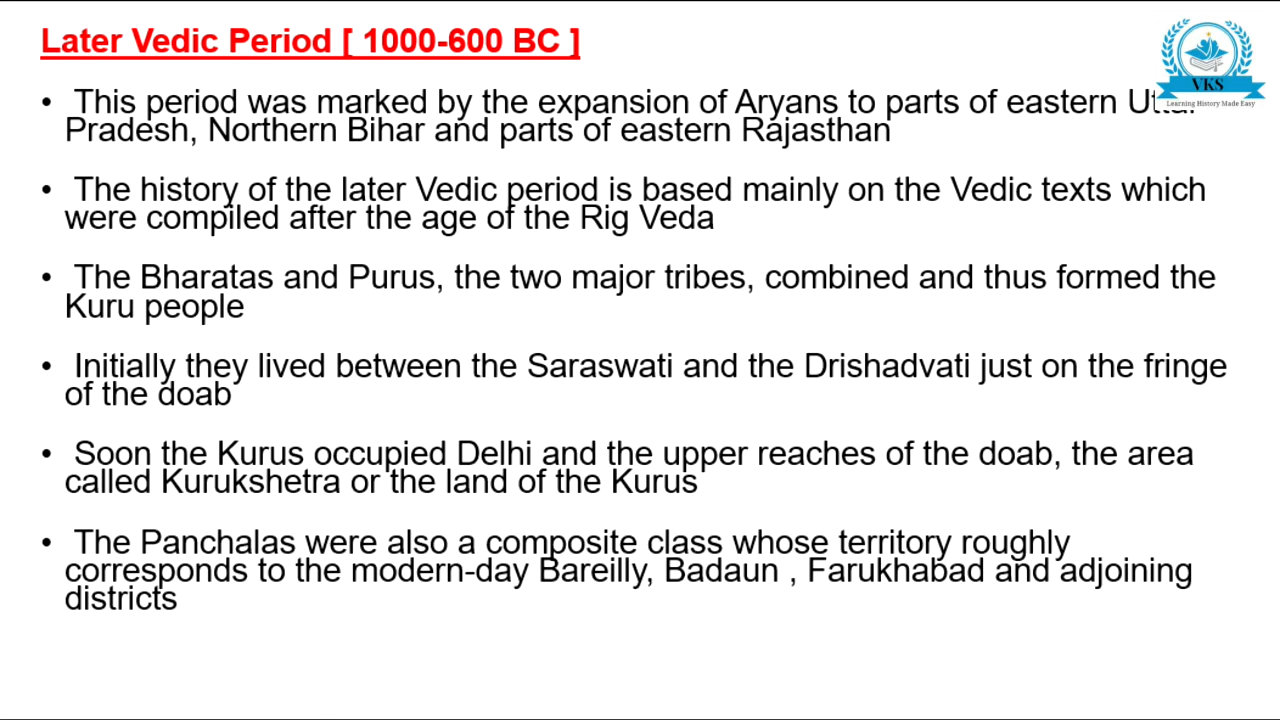 Later Vedic Period [ 1000-600 BC ]
VKS
Learning History Made Easy
• This period was marked by the expansion of Aryans to parts of eastern Uttar
Pradesh, Northern Bihar and parts of eastern Rajasthan
• The history of the later Vedic period is based mainly on the Vedic texts which
were compiled after the age of the Rig Veda
• The Bharatas and Purus, the two major tribes, combined and thus formed the
Kuru people
• Initially they lived between the Saraswati and the Drishadvati just on the fringe
of the doab
• Soon the Kurus occupied Delhi and the upper reaches of the doab, the area
called Kurukshetra or the land of the Kurus
• The Panchalas were also a composite class whose territory roughly
corresponds to the modern-day Bareilly, Badaun , Farukhabad and adjoining
districts